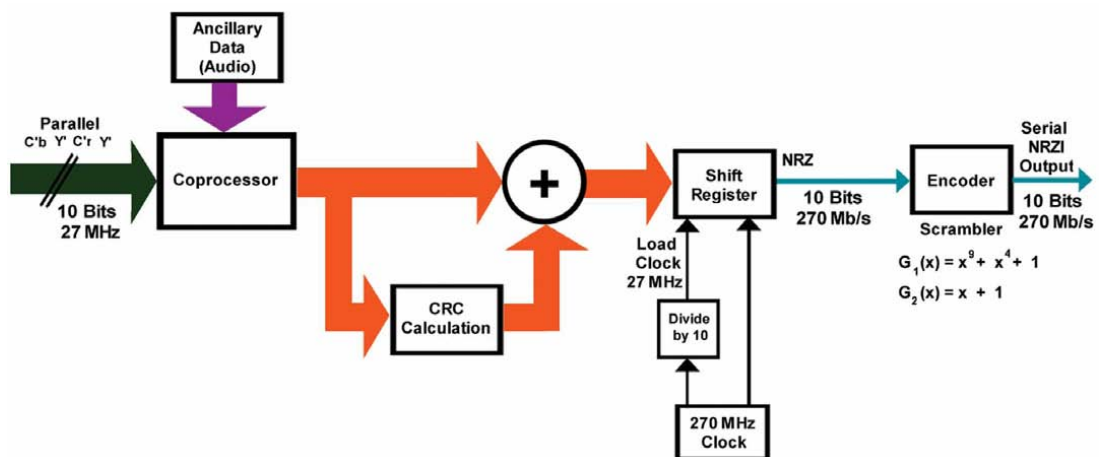 Ancillary
Data
(Audio)
Parallel
C'b Y' C'r Y'
10 Bits
27 MHz
Coprocessor
+
CRC
Calculation
Shift
Register
Load
Clock
27 MHz
Divide
by 10
270 MHz
Clock
NRZ
10 Bits
270 Mb/s
Encoder
Scrambler
G₁(x) = x⁹ + x⁴ + 1
G₂(x) = x + 1
Serial
NRZI
Output
10 Bits
270 Mb/s